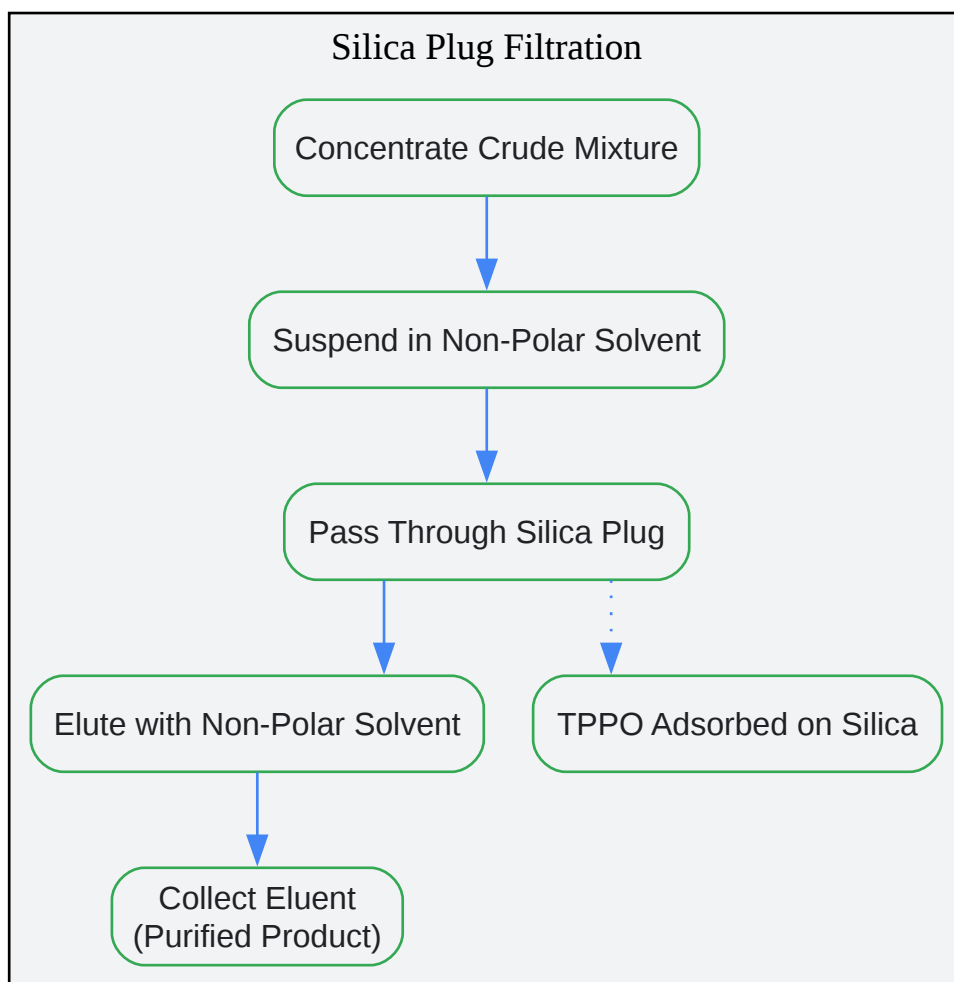 Silica Plug Filtration
Concentrate Crude Mixture
Suspend in Non-Polar Solvent
Pass Through Silica Plug
Elute with Non-Polar Solvent
TPPO Adsorbed on Silica
Collect Eluent
(Purified Product)